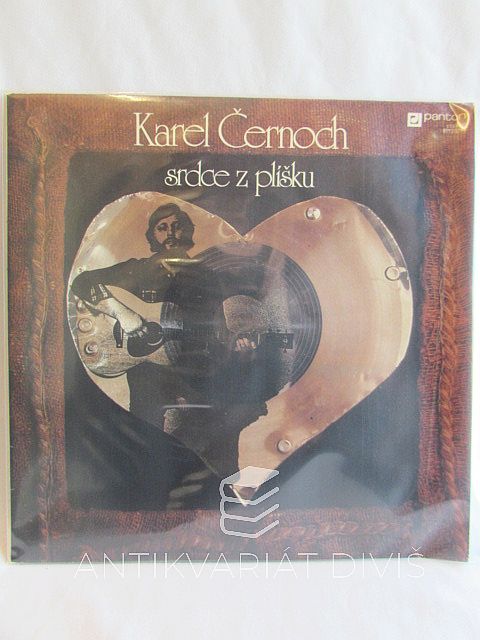 panton
Karel Černoch
srdce z plíšku
ANTIKVARIÁT DIVIŠ